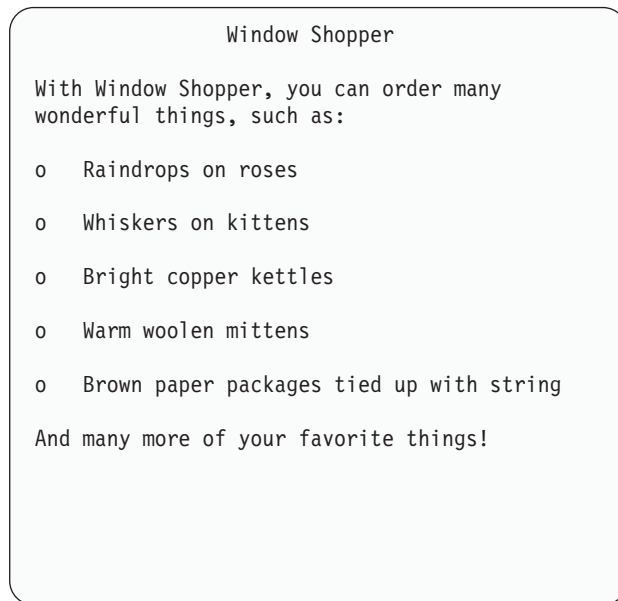 Window Shopper
With Window Shopper, you can order many
wonderful things, such as:
o Raindrops on roses
o Whiskers on kittens
o Bright copper kettles
o Warm woolen mittens
o Brown paper packages tied up with string
And many more of your favorite things!